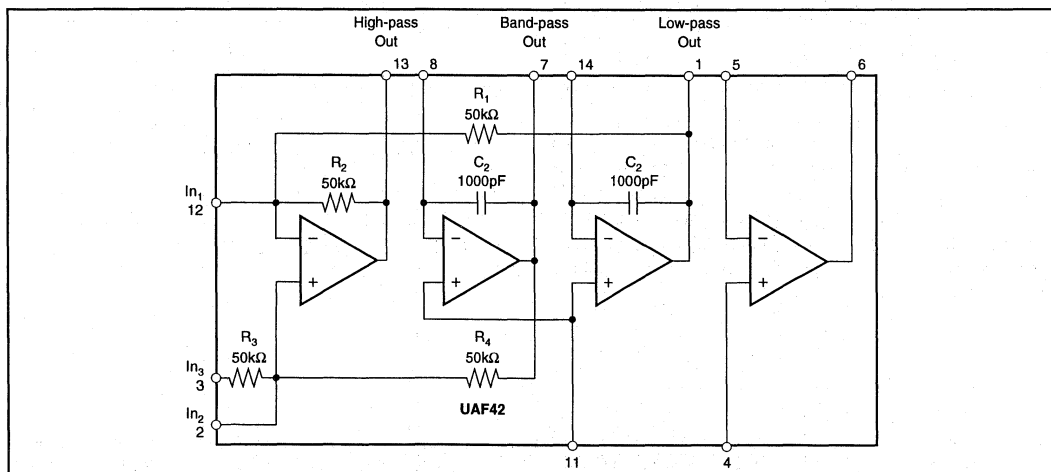 High-pass
Out
Band-pass
Out
Low-pass
Out
13 8 7 14 1 5 6
R1
50kΩ
R2
50kΩ
C2
1000pF
C2
1000pF
In1
12
− − − −
+ + + +
R3
50kΩ
R4
50kΩ
In3
3
UAF42
In2
2
11 4